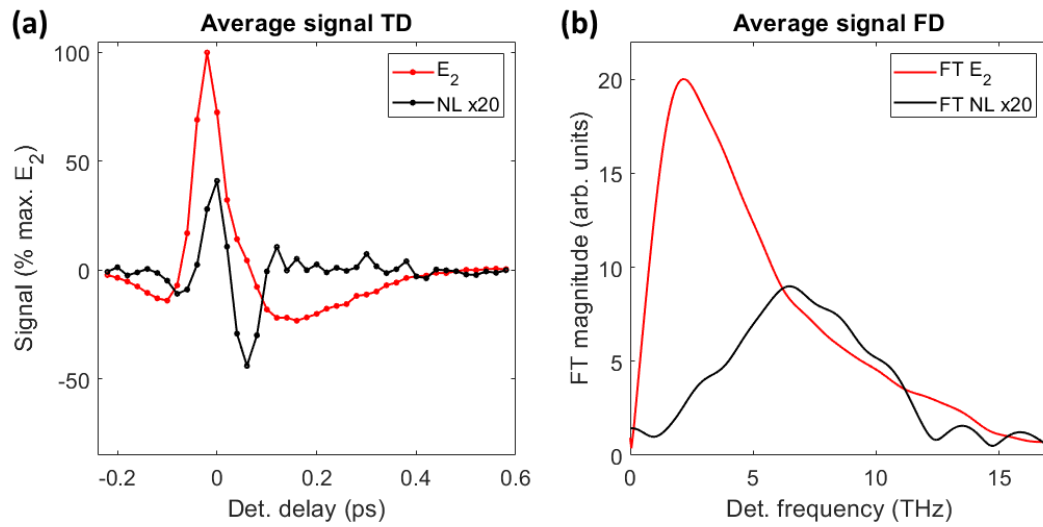 (a)
Average signal TD
E₂
NL x20
Signal (% max. E₂)
100
50
0
-50
-0.2
0
0.2
0.4
0.6
Det. delay (ps)
(b)
Average signal FD
FT E₂
FT NL x20
FT magnitude (arb. units)
20
15
10
5
0
0
5
10
15
Det. frequency (THz)